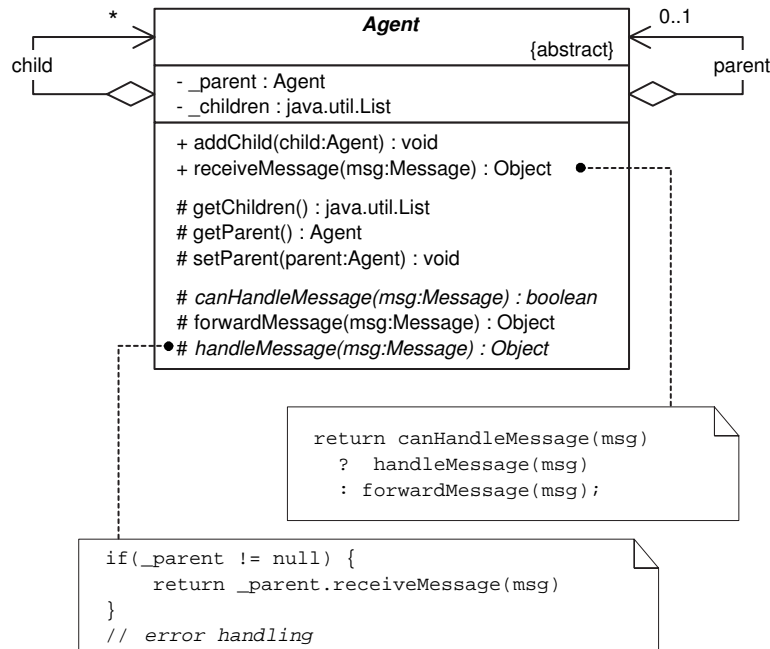 * Agent 0..1
{abstract}
child parent
- _parent : Agent
- _children : java.util.List
+ addChild(child:Agent) : void
+ receiveMessage(msg:Message) : Object
# getChildren() : java.util.List
# getParent() : Agent
# setParent(parent:Agent) : void
# canHandleMessage(msg:Message) : boolean
# forwardMessage(msg:Message) : Object
# handleMessage(msg:Message) : Object
return canHandleMessage(msg)
? handleMessage(msg)
: forwardMessage(msg);
if(_parent != null) {
return _parent.receiveMessage(msg)
}
// error handling